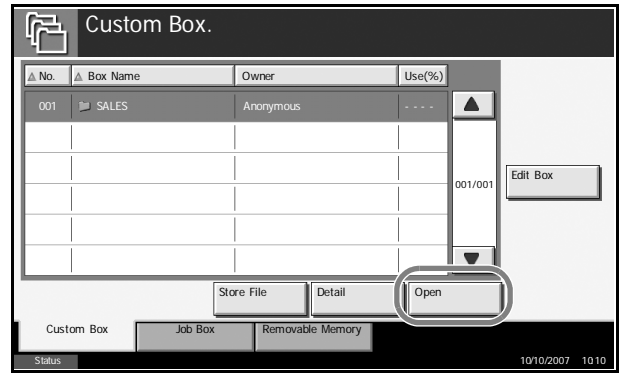 Custom Box.
No. Box Name Owner Use(%)
001 SALES Anonymous - - - -
001/001
Edit Box
Store File Detail Open
Custom Box Job Box Removable Memory
Status 10/10/2007 10:10